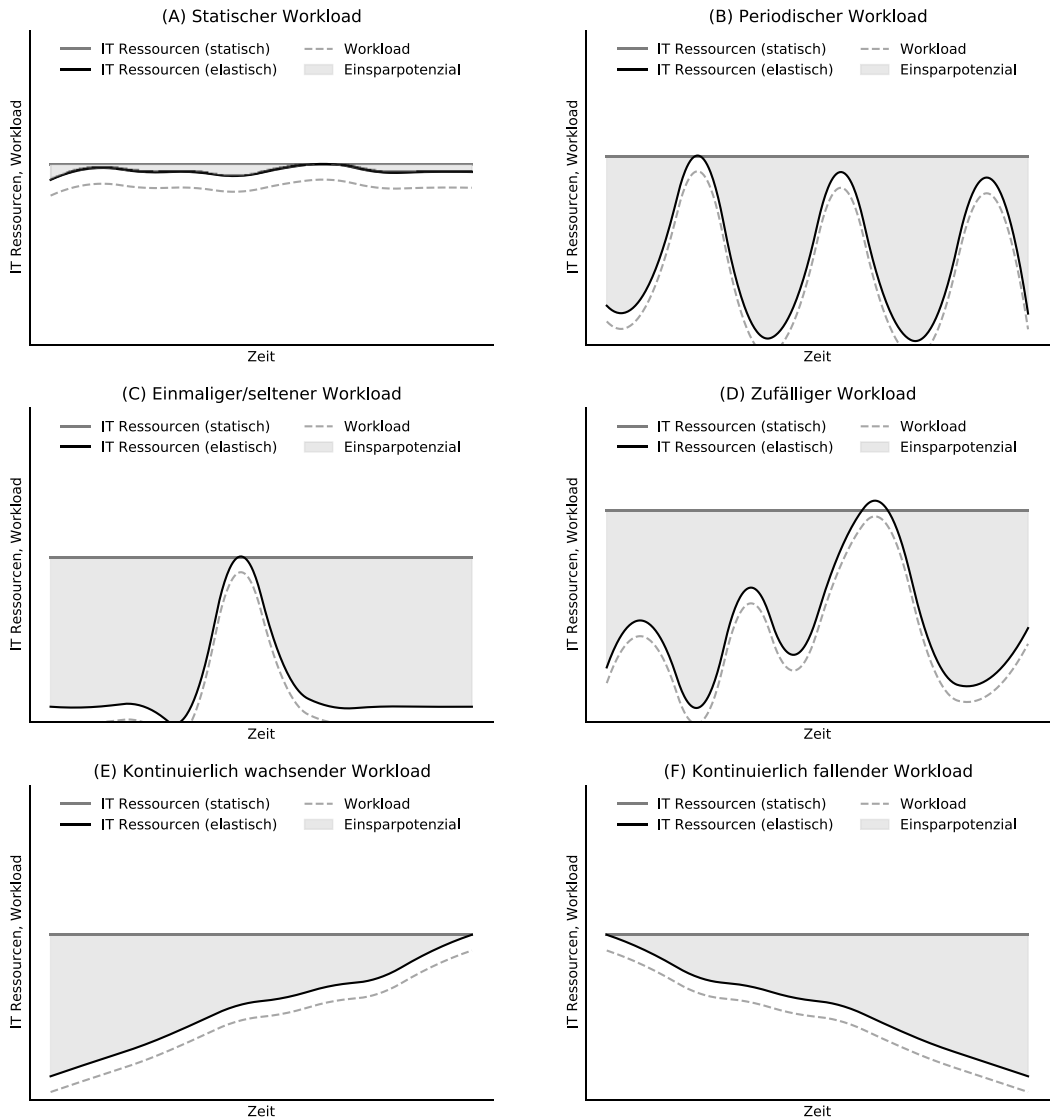 (A) Statischer Workload
IT Ressourcen (statisch)
IT Ressourcen (elastisch)
Workload
Einsparpotenzial
IT Ressourcen, Workload
Zeit
(B) Periodischer Workload
IT Ressourcen (statisch)
IT Ressourcen (elastisch)
Workload
Einsparpotenzial
IT Ressourcen, Workload
Zeit
(C) Einmaliger/seltener Workload
IT Ressourcen (statisch)
IT Ressourcen (elastisch)
Workload
Einsparpotenzial
IT Ressourcen, Workload
Zeit
(D) Zufälliger Workload
IT Ressourcen (statisch)
IT Ressourcen (elastisch)
Workload
Einsparpotenzial
IT Ressourcen, Workload
Zeit
(E) Kontinuierlich wachsender Workload
IT Ressourcen (statisch)
IT Ressourcen (elastisch)
Workload
Einsparpotenzial
IT Ressourcen, Workload
Zeit
(F) Kontinuierlich fallender Workload
IT Ressourcen (statisch)
IT Ressourcen (elastisch)
Workload
Einsparpotenzial
IT Ressourcen, Workload
Zeit